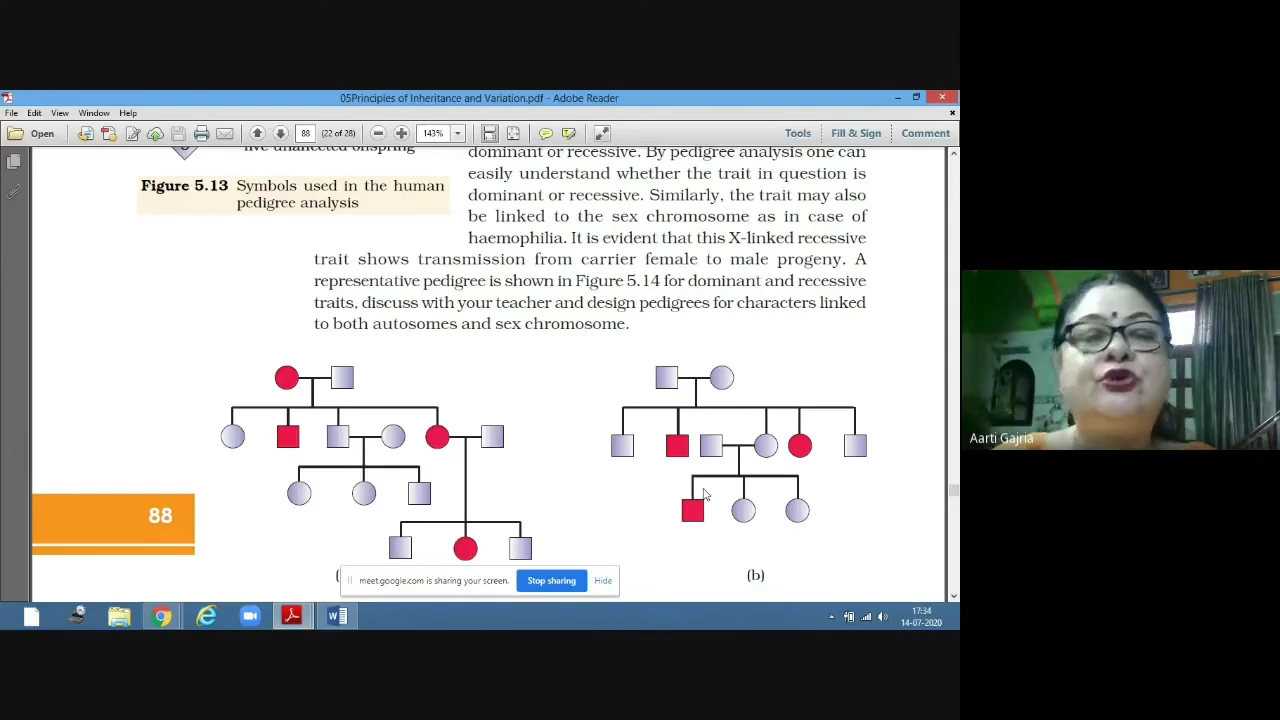 05Principles of Inheritance and Variation.pdf - Adobe Reader
File Edit View Window Help
Open 88 (22 of 28) 143% Tools Fill & Sign Comment
live unaffected offspring
Figure 5.13 Symbols used in the human
pedigree analysis
dominant or recessive. By pedigree analysis one can
easily understand whether the trait in question is
dominant or recessive. Similarly, the trait may also
be linked to the sex chromosome as in case of
haemophilia. It is evident that this X-linked recessive
trait shows transmission from carrier female to male progeny. A
representative pedigree is shown in Figure 5.14 for dominant and recessive
traits, discuss with your teacher and design pedigrees for characters linked
to both autosomes and sex chromosome.
88
(b)
meet.google.com is sharing your screen. Stop sharing Hide
17:34
14-07-2020
Aarti Gajria